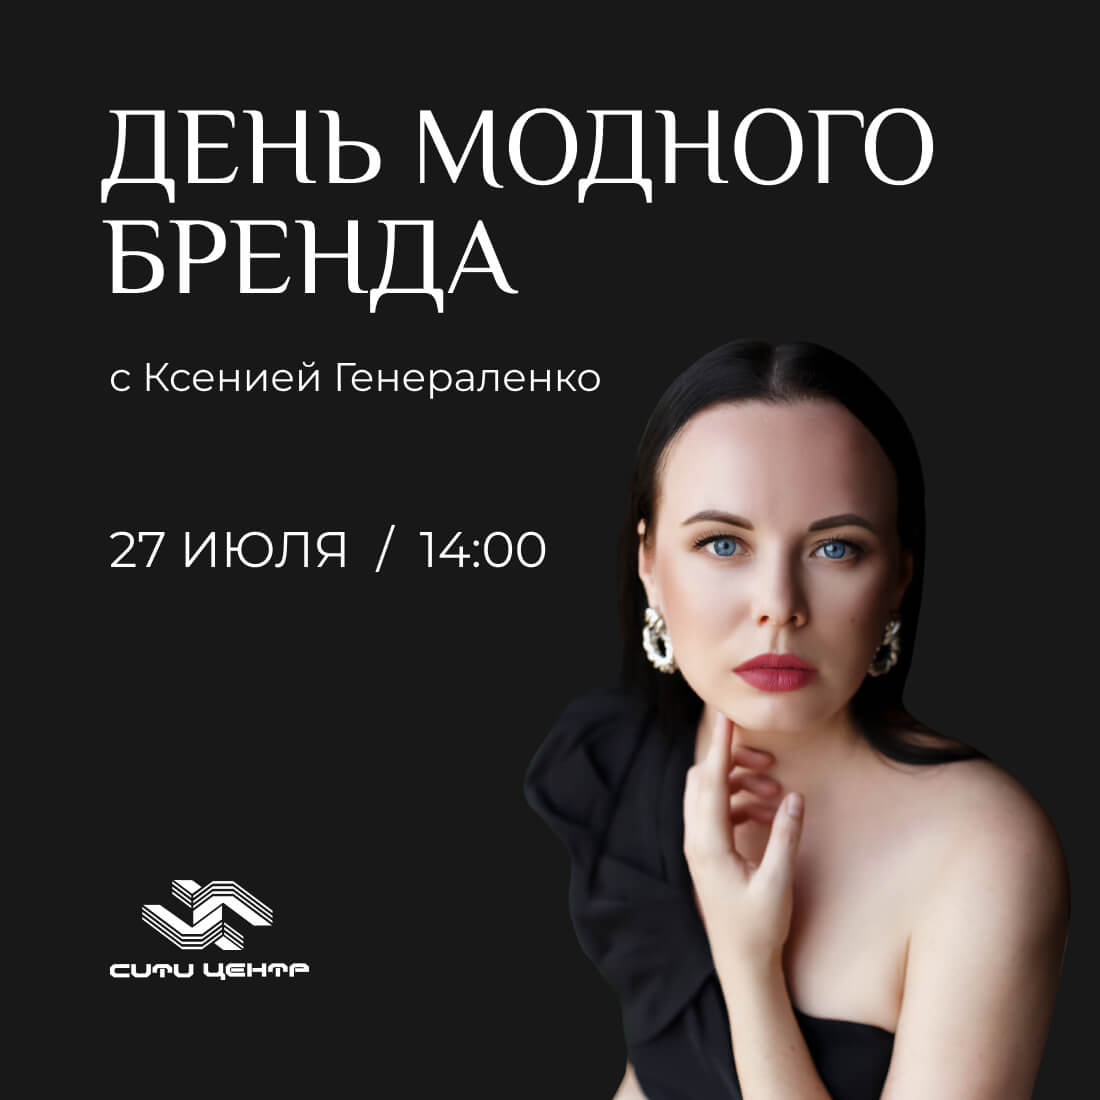 ДЕНЬ МОДНОГО
БРЕНДА
с Ксенией Генераленко
27 ИЮЛЯ / 14:00
СИТИ ЦЕНТР